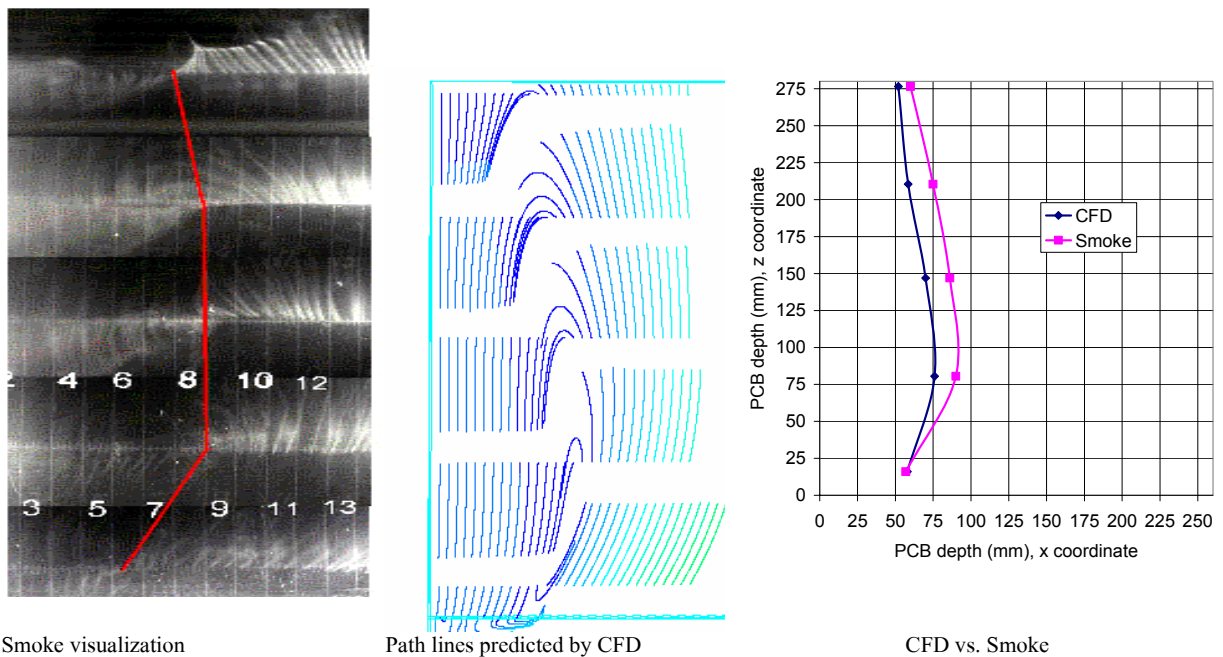 2 4 6 8 10 12
3 5 7 9 11 13
275
250
225
200
175
150
125
100
75
50
25
0
0 25 50 75 100 125 150 175 200 225 250
PCB depth (mm), z coordinate
PCB depth (mm), x coordinate
CFD
Smoke
Smoke visualization
Path lines predicted by CFD
CFD vs. Smoke